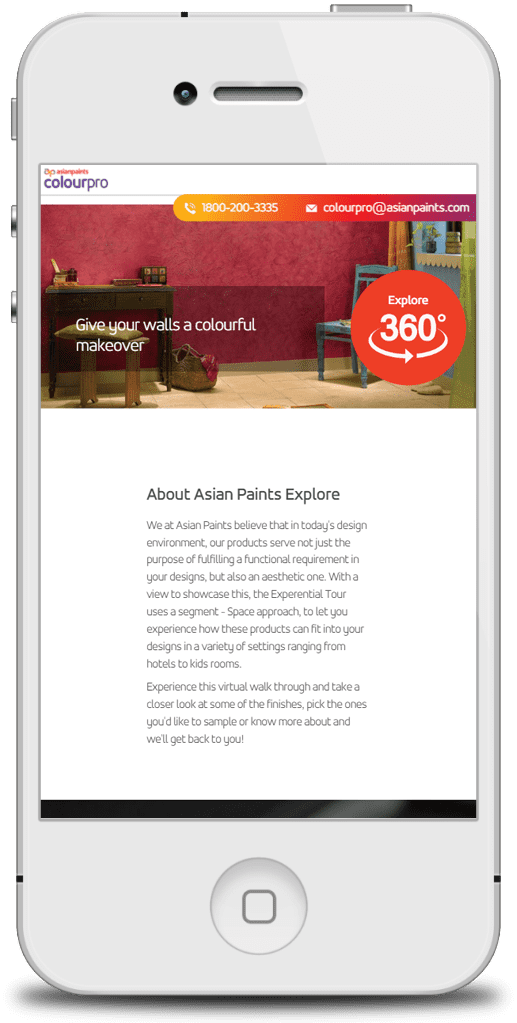 ap asianpaints
colourpro
1800-200-3335 colourpro@asianpaints.com
Give your walls a colourful
makeover
Explore
360°
About Asian Paints Explore
We at Asian Paints believe that in today's design
environment, our products serve not just the
purpose of fulfilling a functional requirement in
your designs, but also an aesthetic one. With a
view to showcase this, the Experential Tour
uses a segment - Space approach, to let you
experience how these products can fit into your
designs in a variety of settings ranging from
hotels to kids rooms.
Experience this virtual walk through and take a
closer look at some of the finishes, pick the ones
you'd like to sample or know more about and
we'll get back to you!